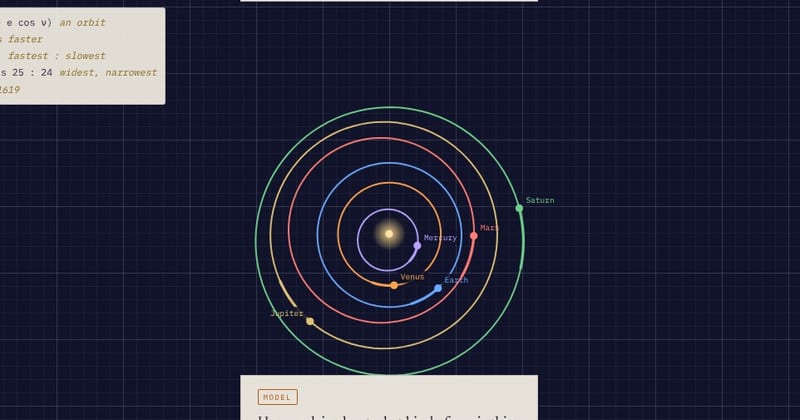 e cos ν) an orbit
faster
fastest : slowest
s 25 : 24 widest, narrowest
1619
Saturn
Mars
Mercury
Venus
Earth
Jupiter
MODEL